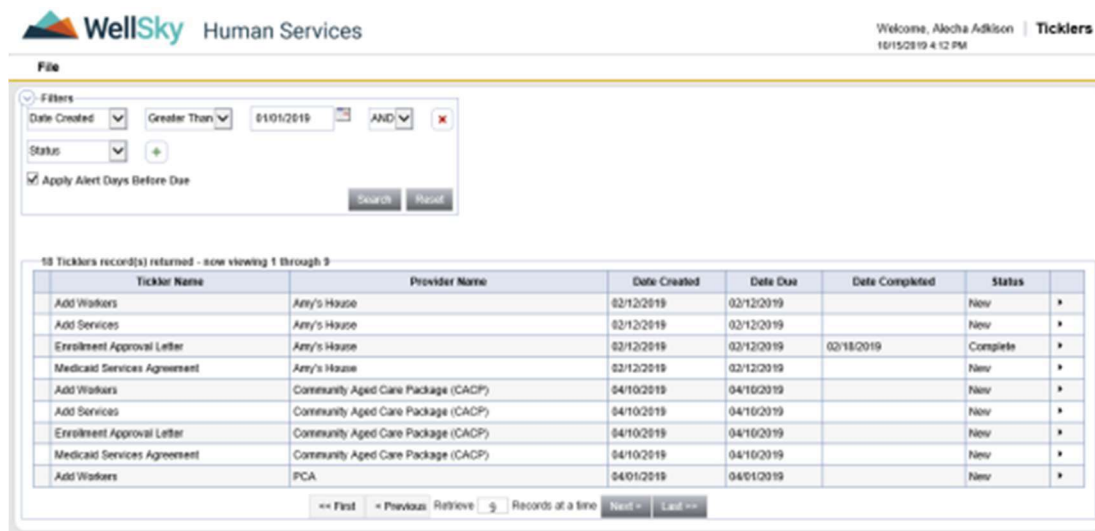 WellSky Human Services
Welcome, Alecha Adkison | Ticklers
10/15/2019 4:12 PM
File
Filters
Date Created Greater Than 01/01/2019 AND
Status
Apply Alert Days Before Due
Search Reset
18 Ticklers record(s) returned - now viewing 1 through 9
Tickler Name Provider Name Date Created Date Due Date Completed Status
Add Workers Amy's House 02/12/2019 02/12/2019 New
Add Services Amy's House 02/12/2019 02/12/2019 New
Enrollment Approval Letter Amy's House 02/12/2019 02/12/2019 02/18/2019 Complete
Medicaid Services Agreement Amy's House 02/12/2019 02/12/2019 New
Add Workers Community Aged Care Package (CACP) 04/10/2019 04/10/2019 New
Add Services Community Aged Care Package (CACP) 04/10/2019 04/10/2019 New
Enrollment Approval Letter Community Aged Care Package (CACP) 04/10/2019 04/10/2019 New
Medicaid Services Agreement Community Aged Care Package (CACP) 04/10/2019 04/10/2019 New
Add Workers PCA 04/01/2019 04/01/2019 New
<< First < Previous Retrieve 9 Records at a time Next > Last >>